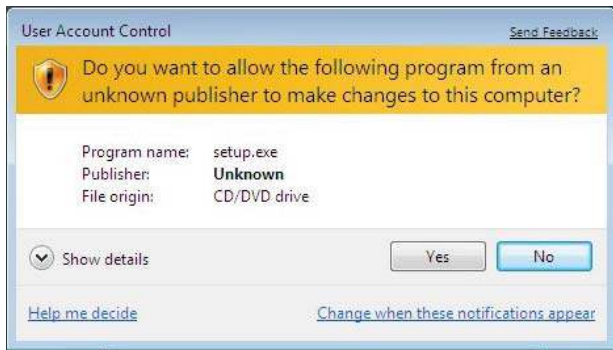 User Account Control
Send Feedback
Do you want to allow the following program from an
unknown publisher to make changes to this computer?
Program name: setup.exe
Publisher: Unknown
File origin: CD/DVD drive
Show details
Yes
No
Help me decide
Change when these notifications appear